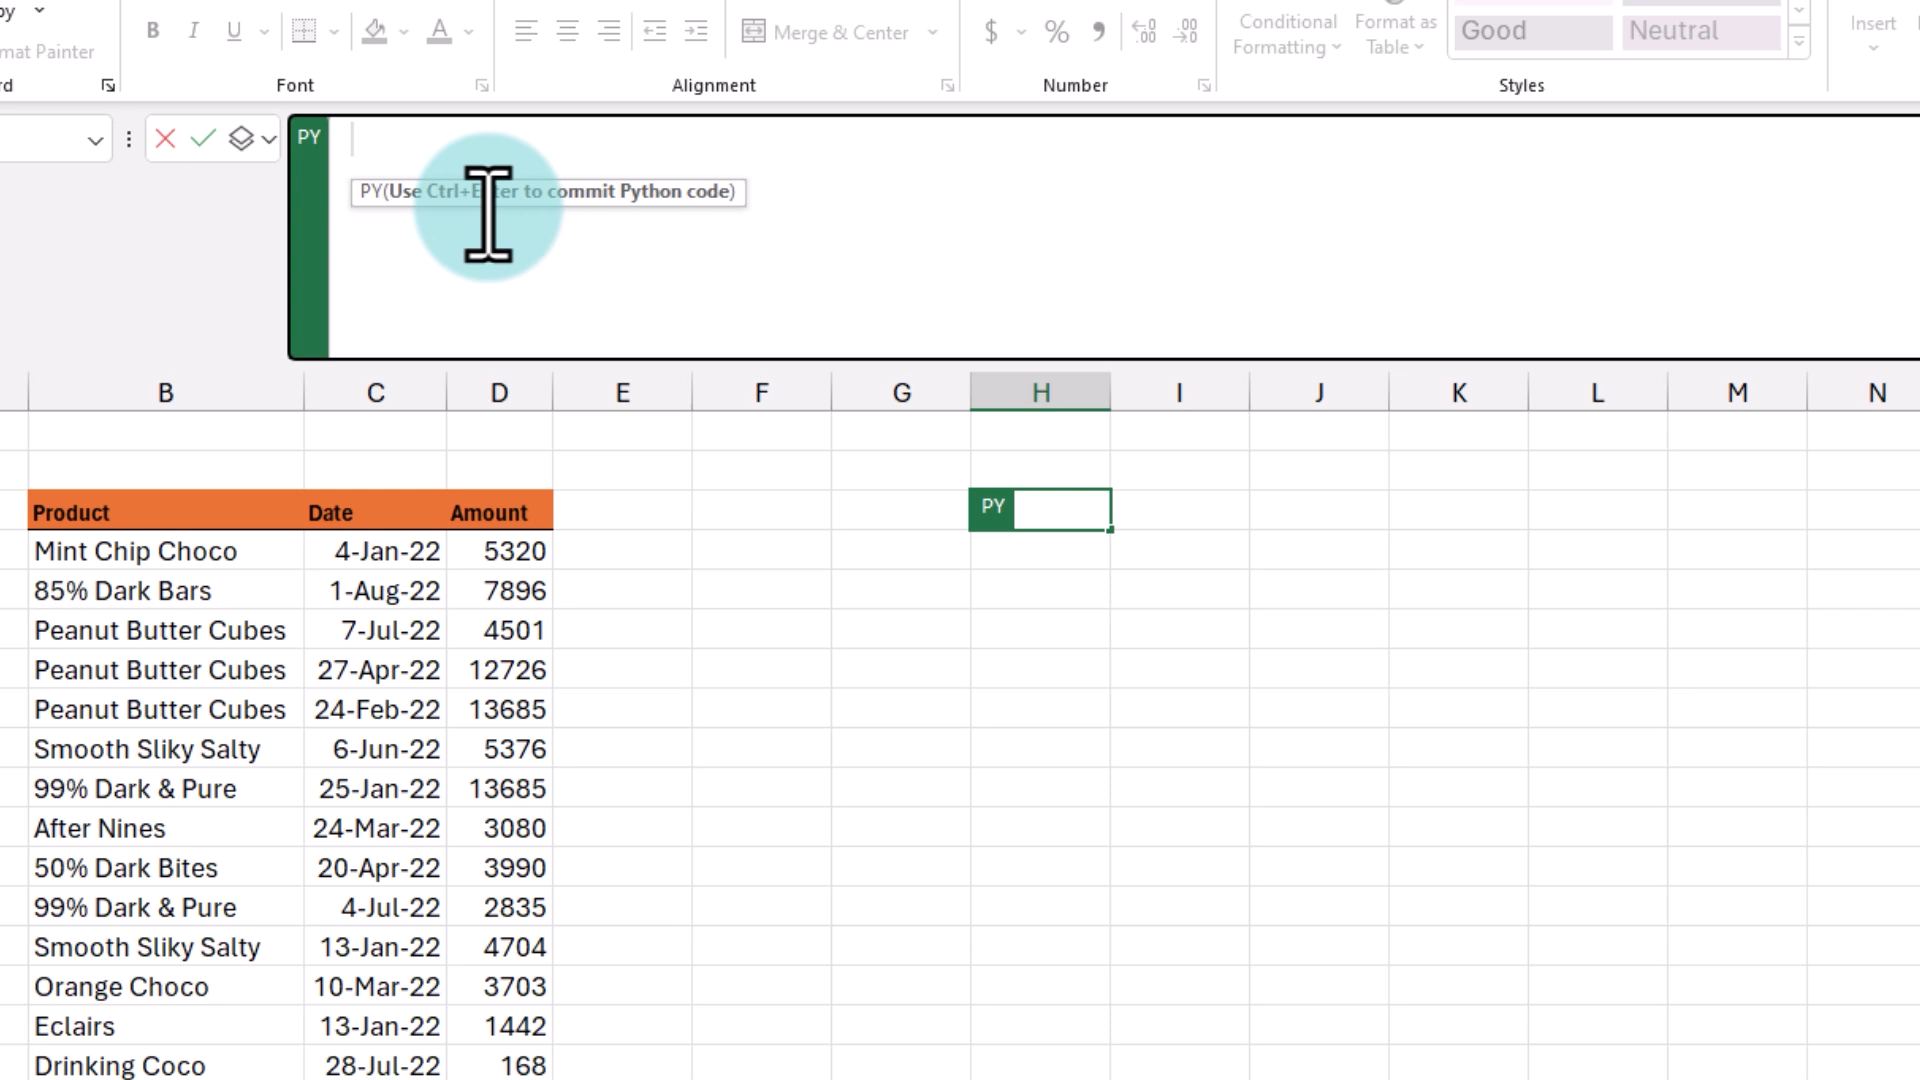 py
B I U A
Merge & Center
$ % 9 .00 .00
Conditional Formatting
Format as Table
Good Neutral
Insert
mat Painter
rd Font Alignment Number Styles
PY
PY(Use Ctrl+Enter to commit Python code)
B C D E F G H I J K L M N
Product Date Amount PY
Mint Chip Choco 4-Jan-22 5320
85% Dark Bars 1-Aug-22 7896
Peanut Butter Cubes 7-Jul-22 4501
Peanut Butter Cubes 27-Apr-22 12726
Peanut Butter Cubes 24-Feb-22 13685
Smooth Sliky Salty 6-Jun-22 5376
99% Dark & Pure 25-Jan-22 13685
After Nines 24-Mar-22 3080
50% Dark Bites 20-Apr-22 3990
99% Dark & Pure 4-Jul-22 2835
Smooth Sliky Salty 13-Jan-22 4704
Orange Choco 10-Mar-22 3703
Eclairs 13-Jan-22 1442
Drinking Coco 28-Jul-22 168